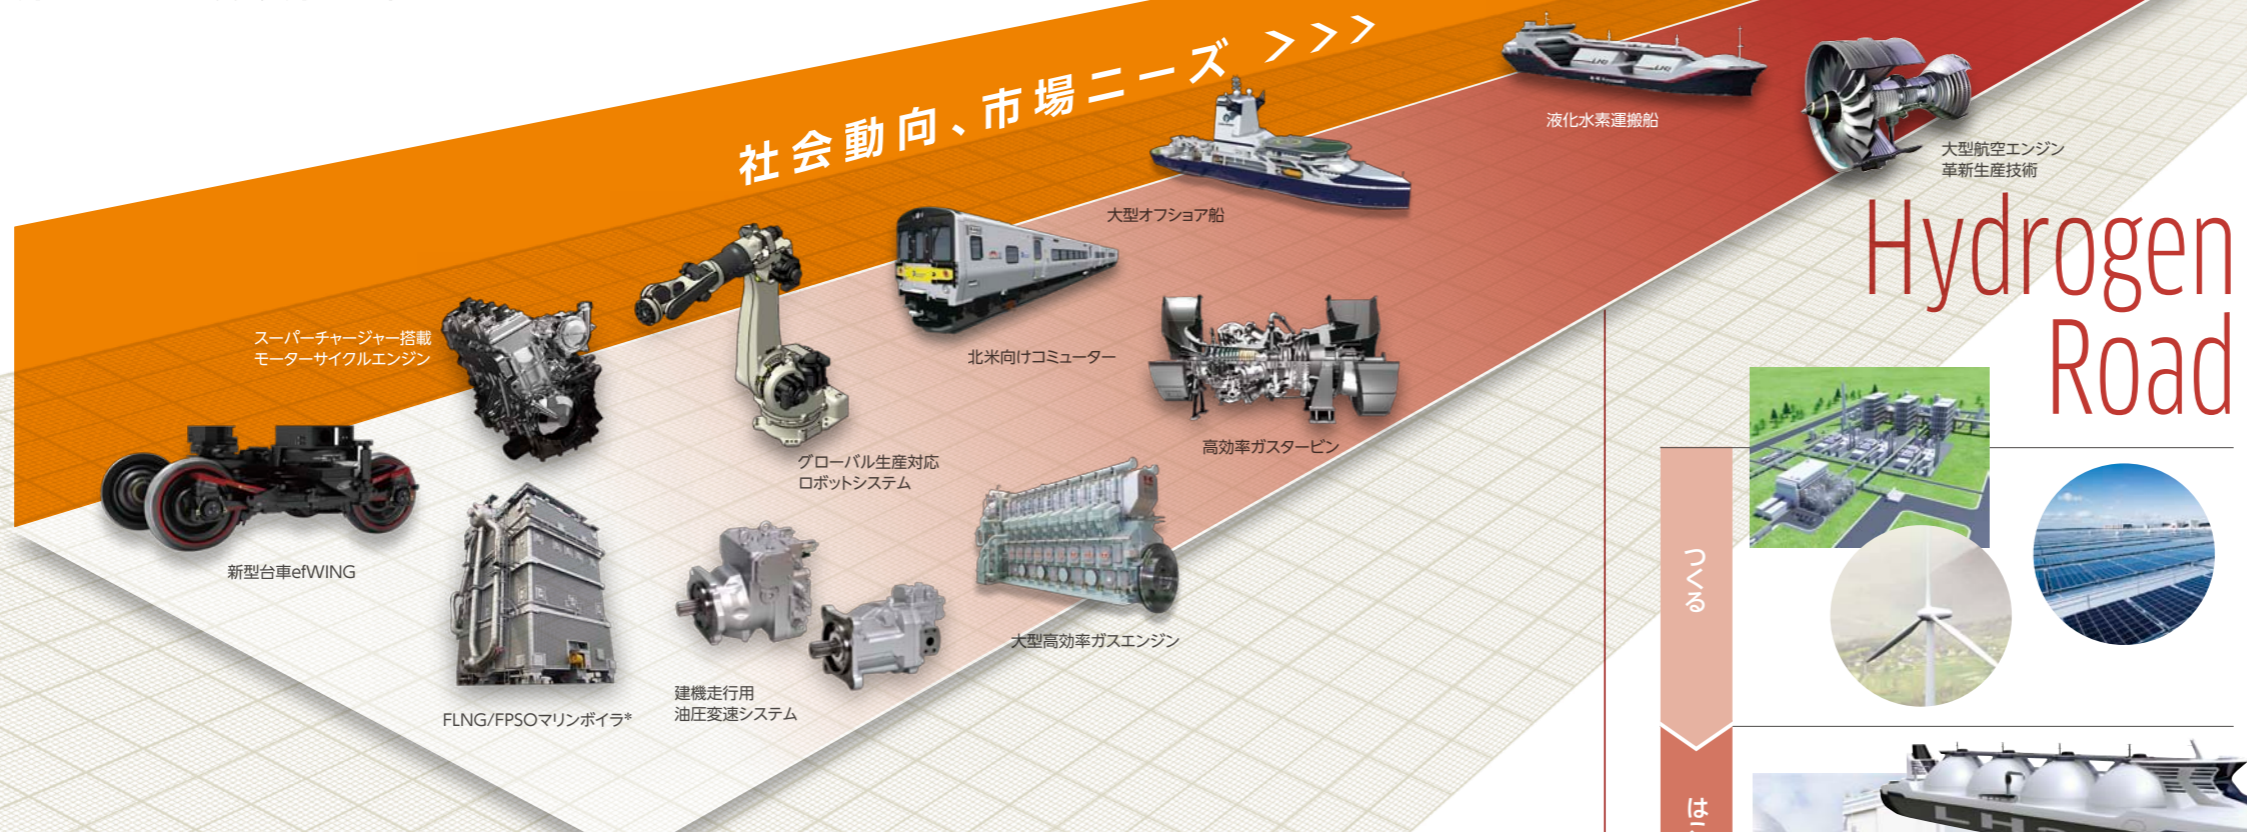 社会動向、市場ニーズ >>>
液化水素運搬船
大型航空エンジン
革新生産技術
大型オフショア船
スーパーチャージャー搭載
モーターサイクルエンジン
北米向けコミューター
グローバル生産対応
ロボットシステム
高効率ガスタービン
新型台車efWING
大型高効率ガスエンジン
建機走行用
油圧変速システム
FLNG/FPSOマリンボイラ*
Hydrogen
Road
つくる
は
LH2